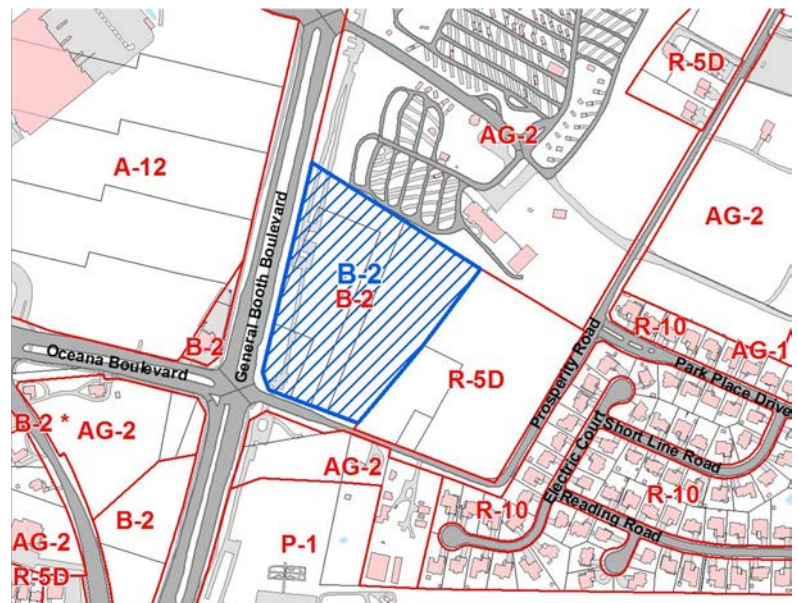 R-5D
AG-2
A-12
AG-2
General Booth Boulevard
B-2
B-2
B-2
R-10
AG-1
Oceana Boulevard
Prosperity Road
Park Place Drive
R-5D
B-2 *
AG-2
Electric Court
Short Line Road
AG-2
R-10
R-10
Reading Road
B-2
AG-2
P-1
R-5D